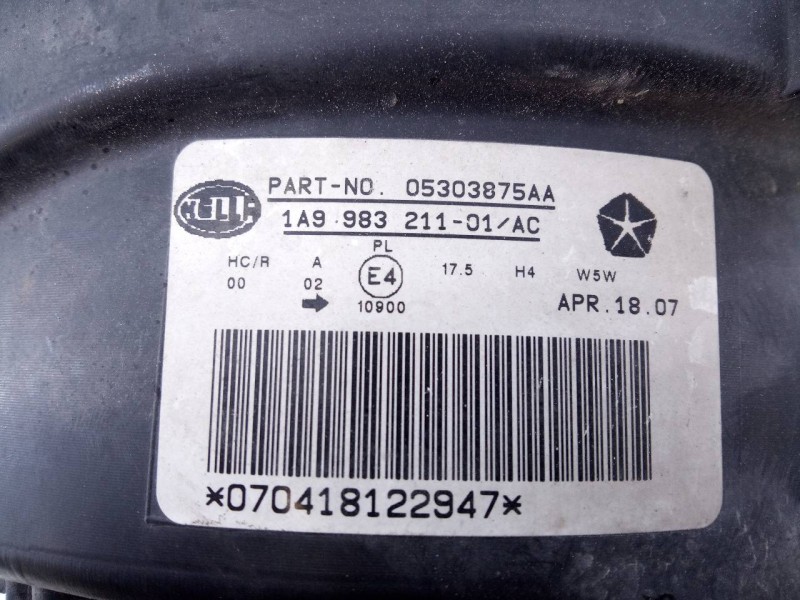 HELLA
PART-NO. 05303875AA
1A9 983 211-01/AC
PL
HC/R A E4 17.5 H4 W5W
00 02 10900 APR.18.07
*070418122947*